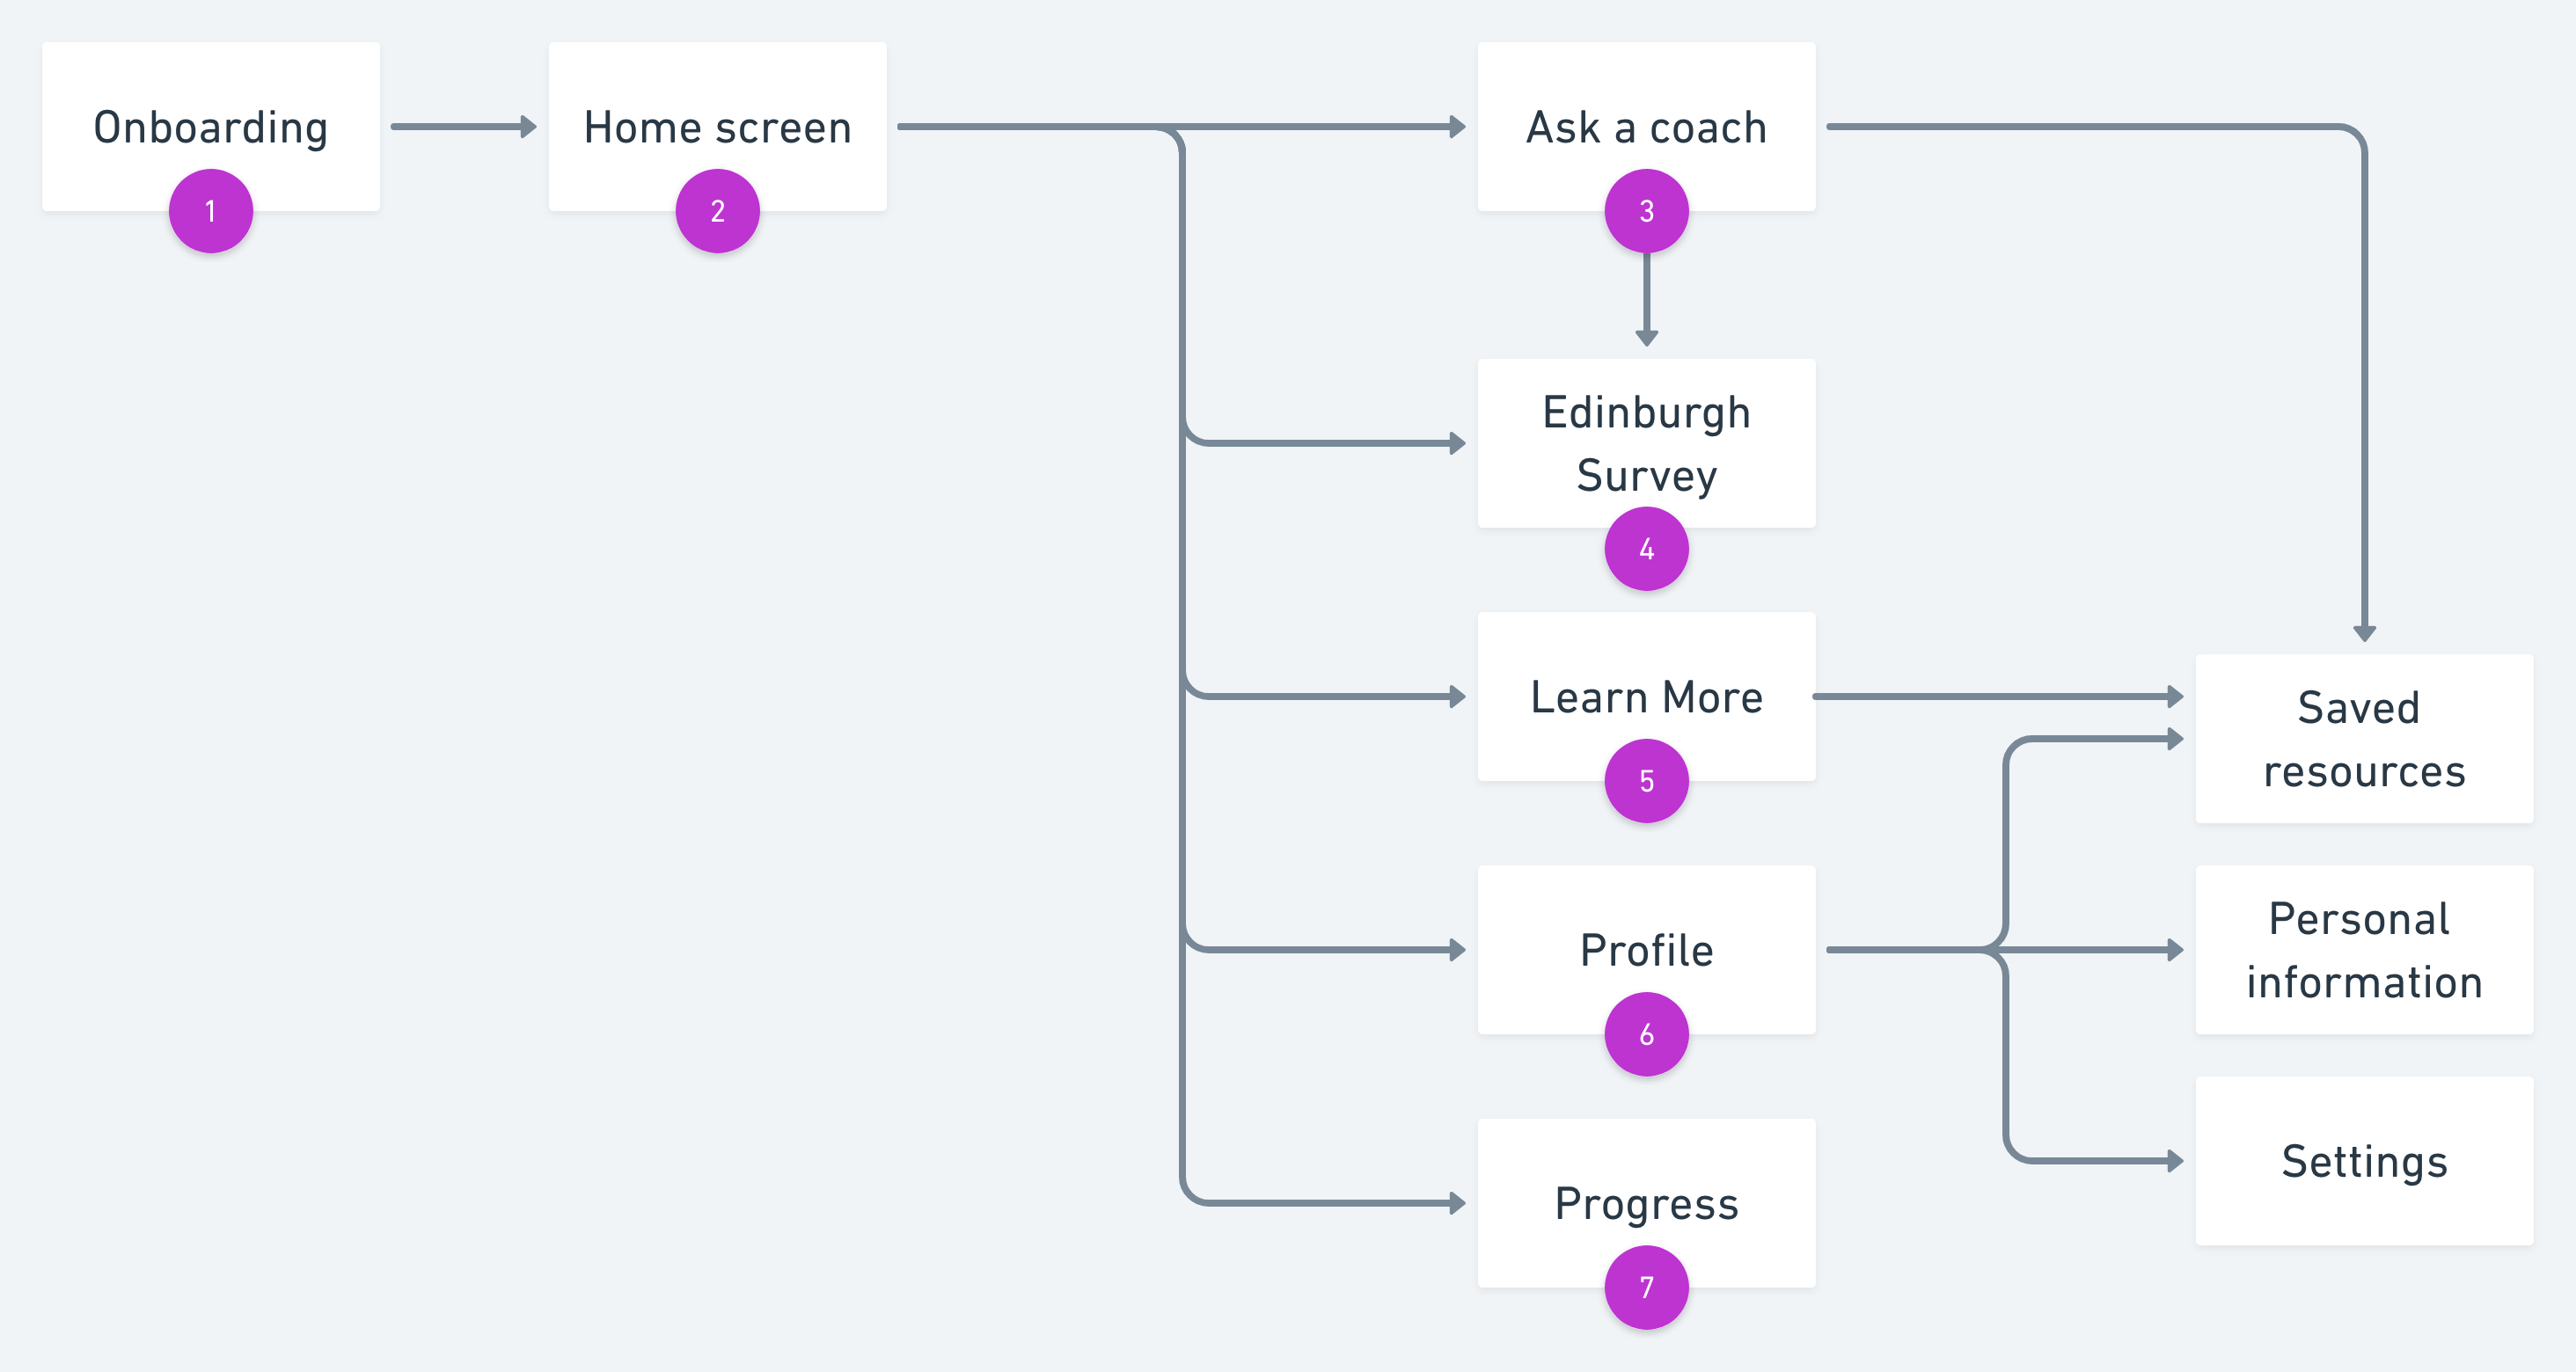 Onboarding
1
Home screen
2
Ask a coach
3
Edinburgh
Survey
4
Learn More
5
Profile
6
Progress
7
Saved
resources
Personal
information
Settings